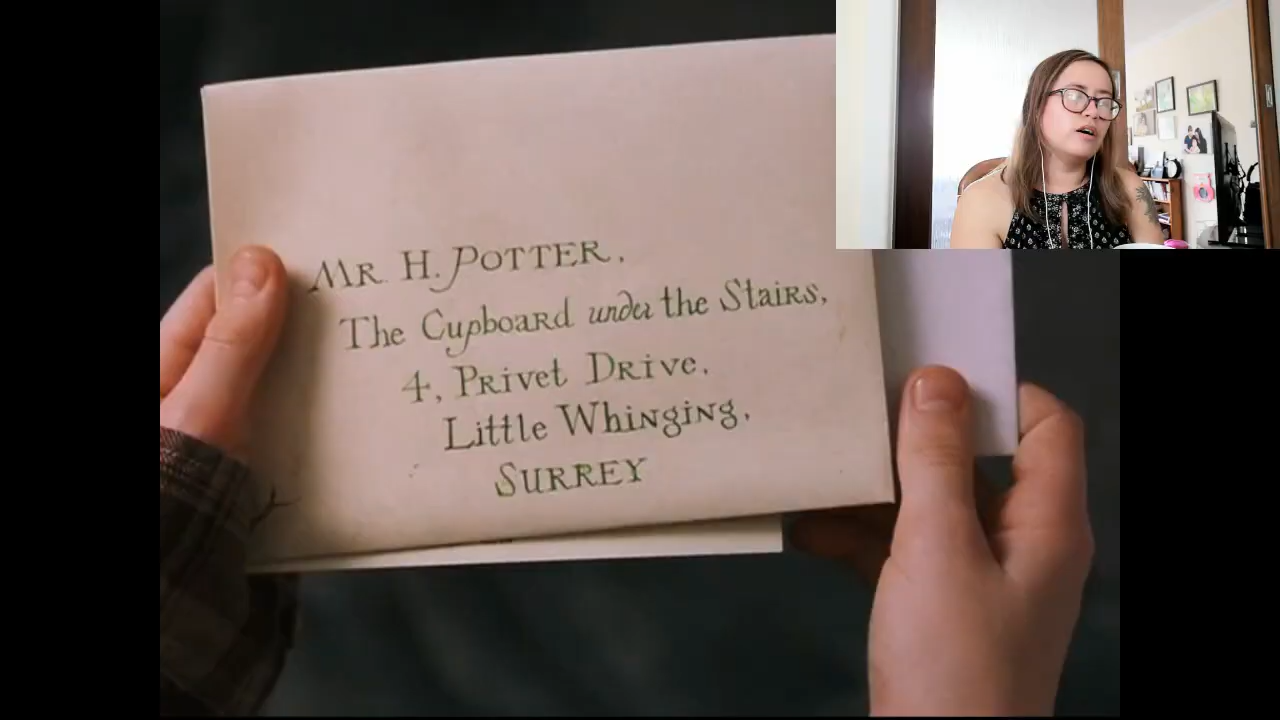 Mr. H. Potter,
The Cupboard under the Stairs,
4, Privet Drive,
Little Whinging,
Surrey